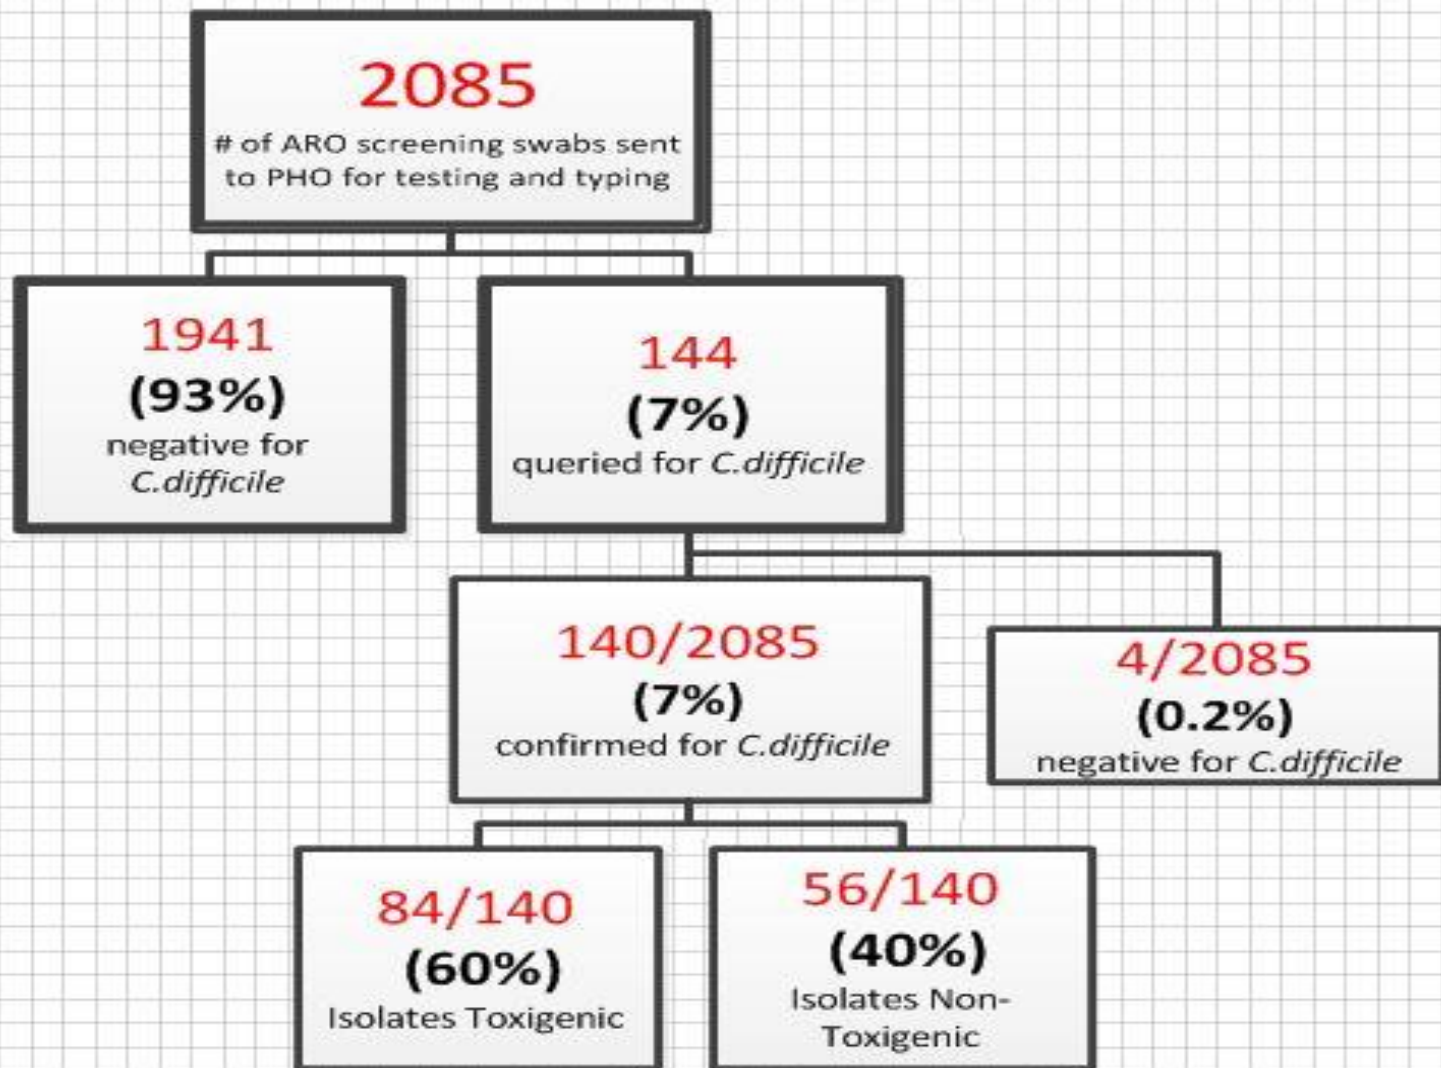 2085
# of ARO screening swabs sent
to PHO for testing and typing
1941
(93%)
negative for
C.difficile
144
(7%)
queried for C.difficile
140/2085
(7%)
confirmed for C.difficile
4/2085
(0.2%)
negative for C.difficile
84/140
(60%)
Isolates Toxigenic
56/140
(40%)
Isolates Non-
Toxigenic